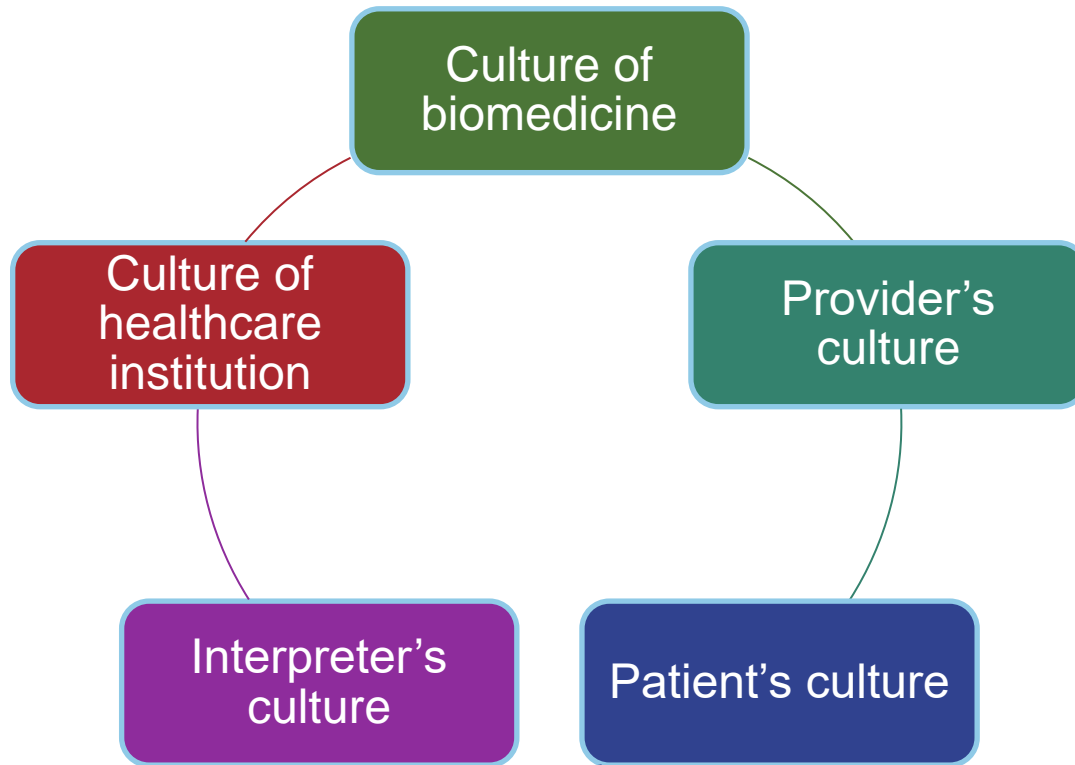 Culture of
biomedicine
Culture of
healthcare
institution
Provider’s
culture
Interpreter’s
culture
Patient’s culture